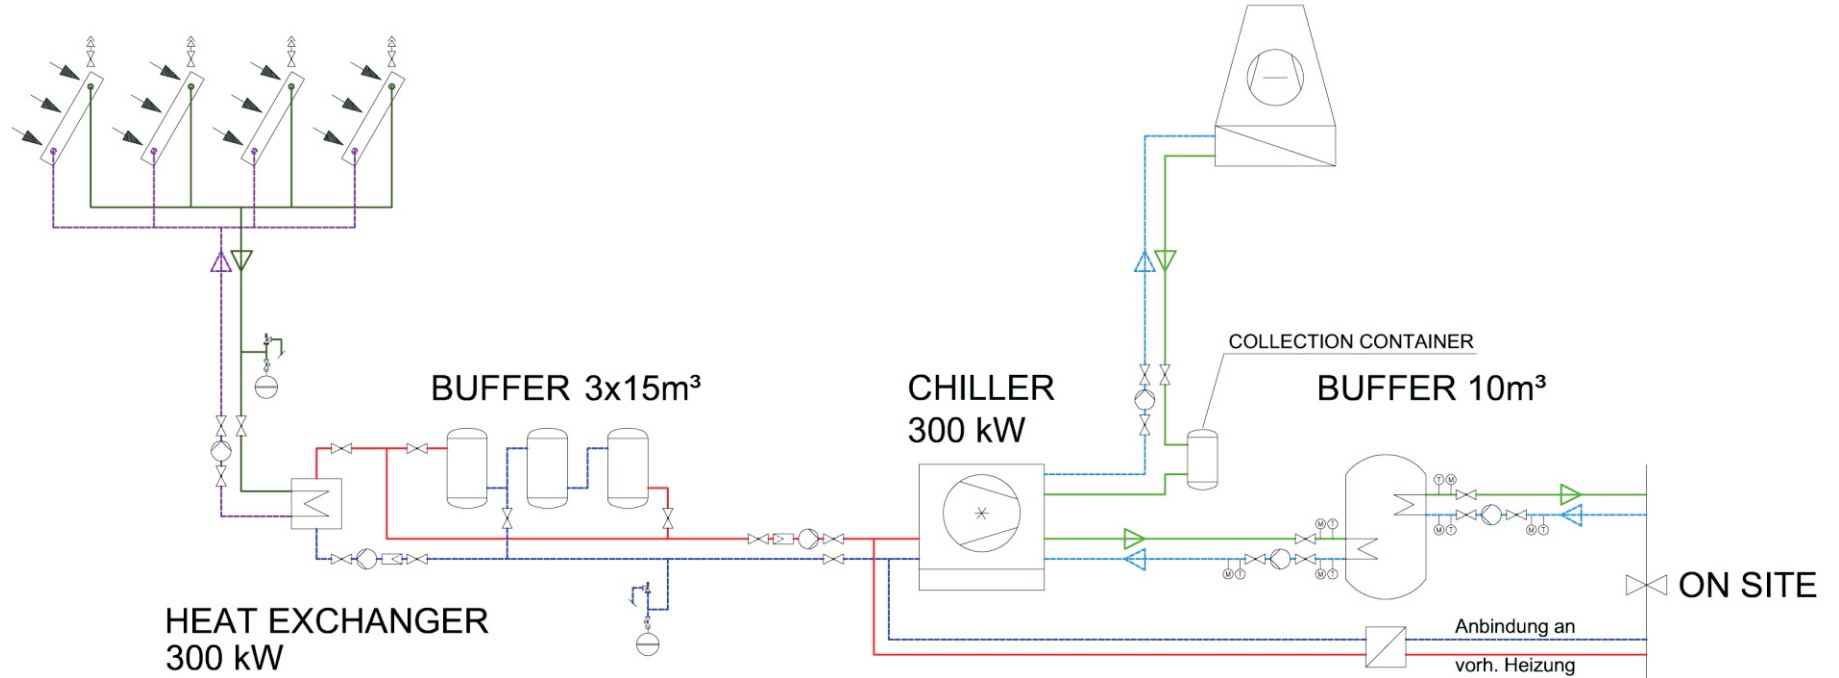 COLLECTION CONTAINER
BUFFER 3x15m³
CHILLER
300 kW
BUFFER 10m³
T M
M T
M T
M T
M T
M T
M T
ON SITE
HEAT EXCHANGER
300 kW
Anbindung an
vorh. Heizung